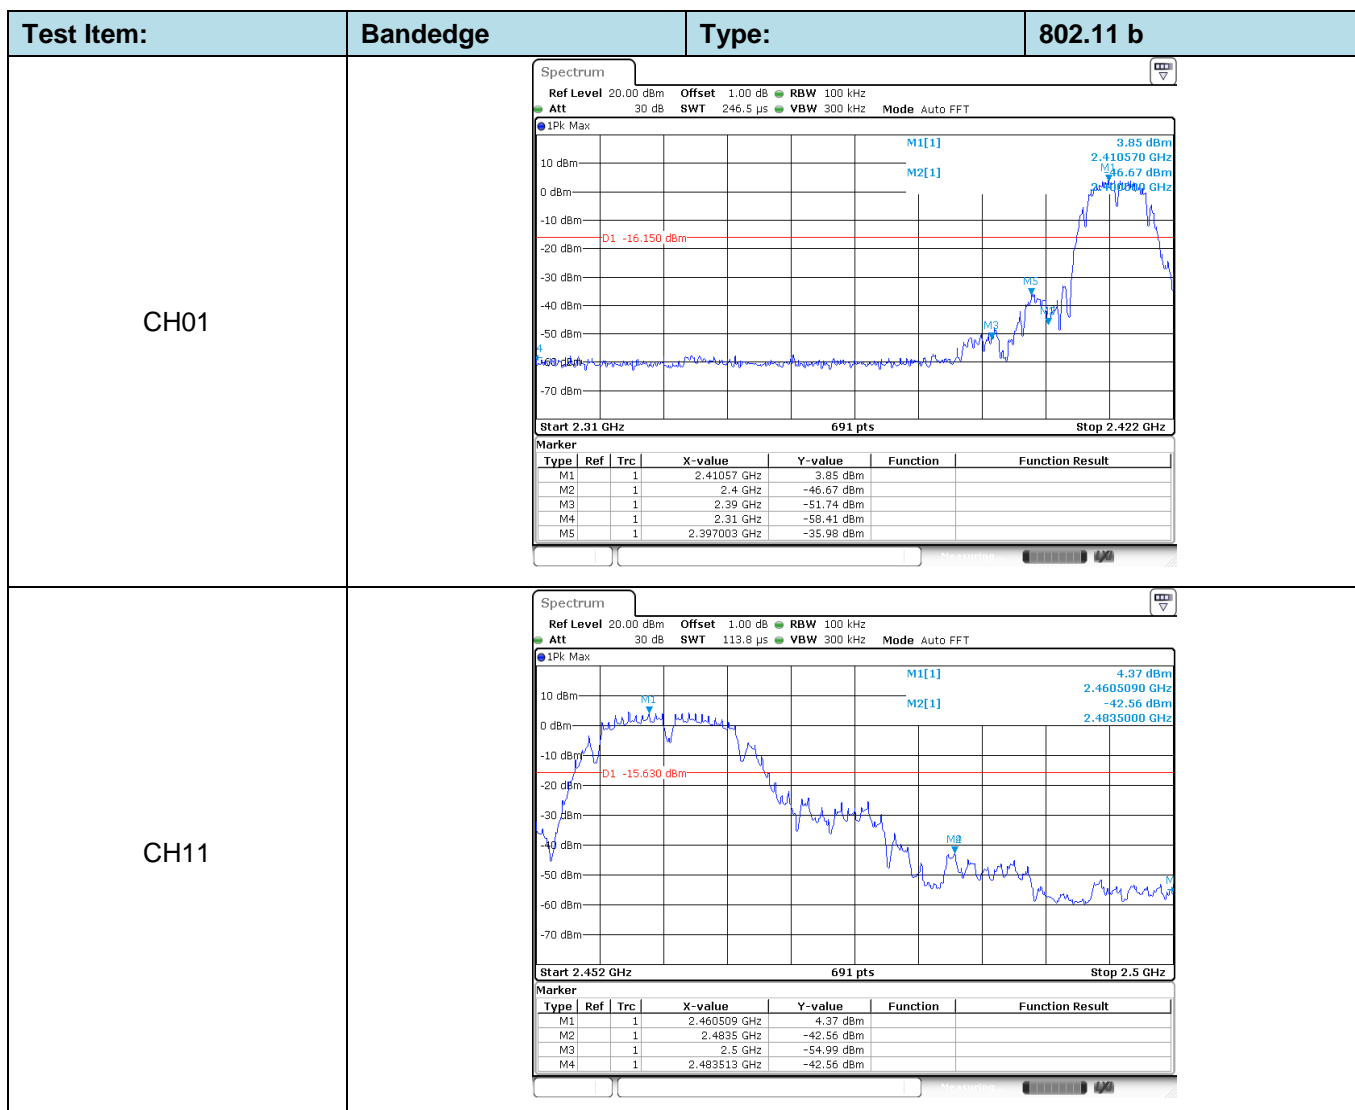 Test Item: Bandedge Type: 802.11 b
CH01
Spectrum
Ref Level 20.00 dBm Offset 1.00 dB RBW 100 kHz
Att 30 dB SWT 246.5 µs VBW 300 kHz Mode Auto FFT
1Pk Max
M1[1] 3.85 dBm
2.410570 GHz
M2[1] -46.67 dBm
GHz
M1
10 dBm
0 dBm
-10 dBm
D1 -16.150 dBm
-20 dBm
-30 dBm
M5
-40 dBm
M3
-50 dBm
4
-60 dBm
-70 dBm
Start 2.31 GHz 691 pts Stop 2.422 GHz
Marker
Type Ref Trc X-value Y-value Function Function Result
M1 1 2.41057 GHz 3.85 dBm
M2 1 2.4 GHz -46.67 dBm
M3 1 2.39 GHz -51.74 dBm
M4 1 2.31 GHz -58.41 dBm
M5 1 2.397003 GHz -35.98 dBm
Measuring...
CH11
Spectrum
Ref Level 20.00 dBm Offset 1.00 dB RBW 100 kHz
Att 30 dB SWT 113.8 µs VBW 300 kHz Mode Auto FFT
1Pk Max
M1[1] 4.37 dBm
2.4605090 GHz
M2[1] -42.56 dBm
2.4835000 GHz
10 dBm
M1
0 dBm
-10 dBm
D1 -15.630 dBm
-20 dBm
-30 dBm
-40 dBm
-50 dBm
-60 dBm
-70 dBm
Start 2.452 GHz 691 pts Stop 2.5 GHz
Marker
Type Ref Trc X-value Y-value Function Function Result
M1 1 2.460509 GHz 4.37 dBm
M2 1 2.4835 GHz -42.56 dBm
M3 1 2.5 GHz -54.99 dBm
M4 1 2.483513 GHz -42.56 dBm
Measuring...